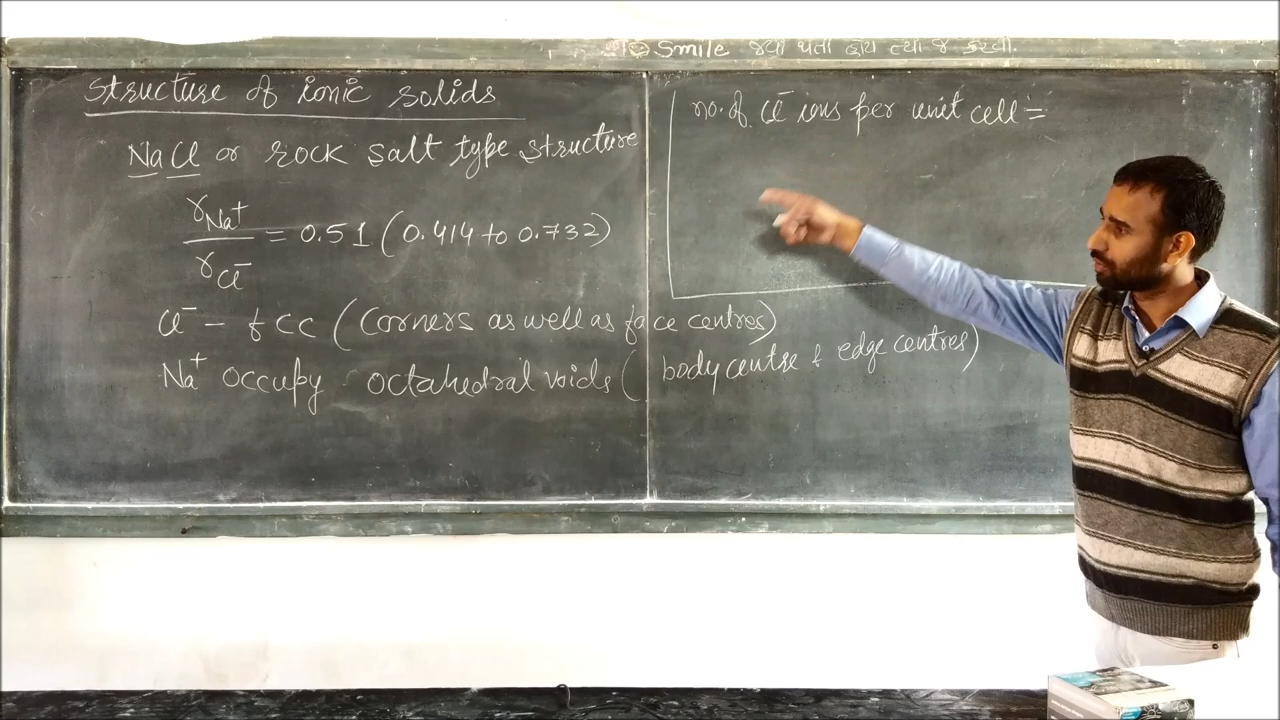 Smile જ્યાં
Structure of ionic solids
NaCl or rock salt type structure
rNa⁺
= 0.51 (0.414 to 0.732)
rCl⁻
Cl⁻ - fcc (Corners as well as face centres)
Na⁺ occupy octahedral voids (body centre & edge centres)
no. of Cl⁻ ions per unit cell =